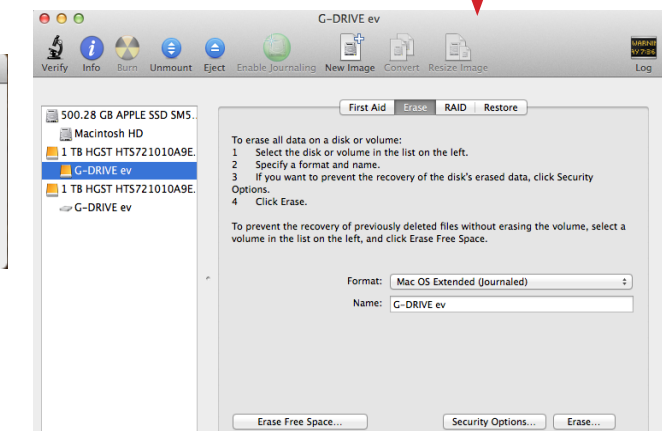 G-DRIVE ev
Verify Info Burn Unmount Eject Enable Journaling New Image Convert Resize Image Log
WARNIN
First Aid Erase RAID Restore
500.28 GB APPLE SSD SM5..
Macintosh HD
1 TB HGST HTS721010A9E.
G-DRIVE ev
1 TB HGST HTS721010A9E.
G-DRIVE ev
To erase all data on a disk or volume:
1 Select the disk or volume in the list on the left.
2 Specify a format and name.
3 If you want to prevent the recovery of the disk's erased data, click Security
Options.
4 Click Erase.
To prevent the recovery of previously deleted files without erasing the volume, select a
volume in the list on the left, and click Erase Free Space.
Format: Mac OS Extended (Journaled)
Name: G-DRIVE ev
Erase Free Space... Security Options... Erase...